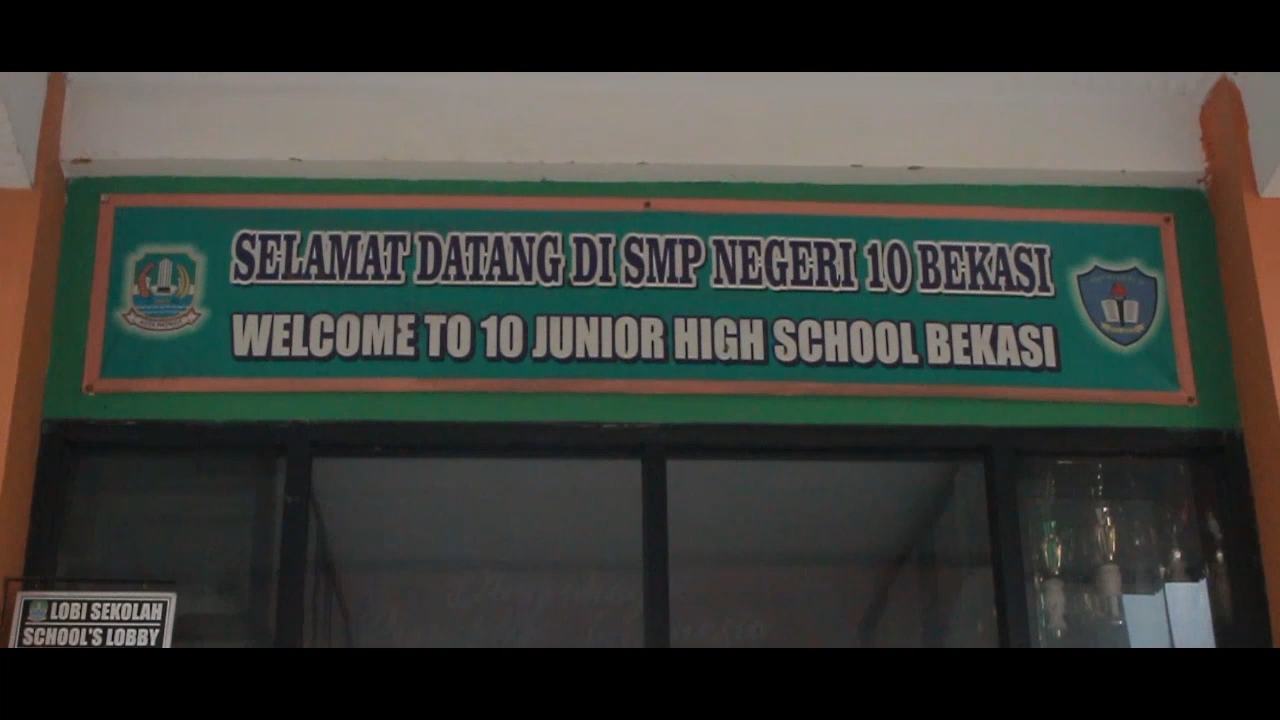 SELAMAT DATANG DI SMP NEGERI 10 BEKASI
WELCOME TO 10 JUNIOR HIGH SCHOOL BEKASI
LOBI SEKOLAH
SCHOOL'S LOBBY